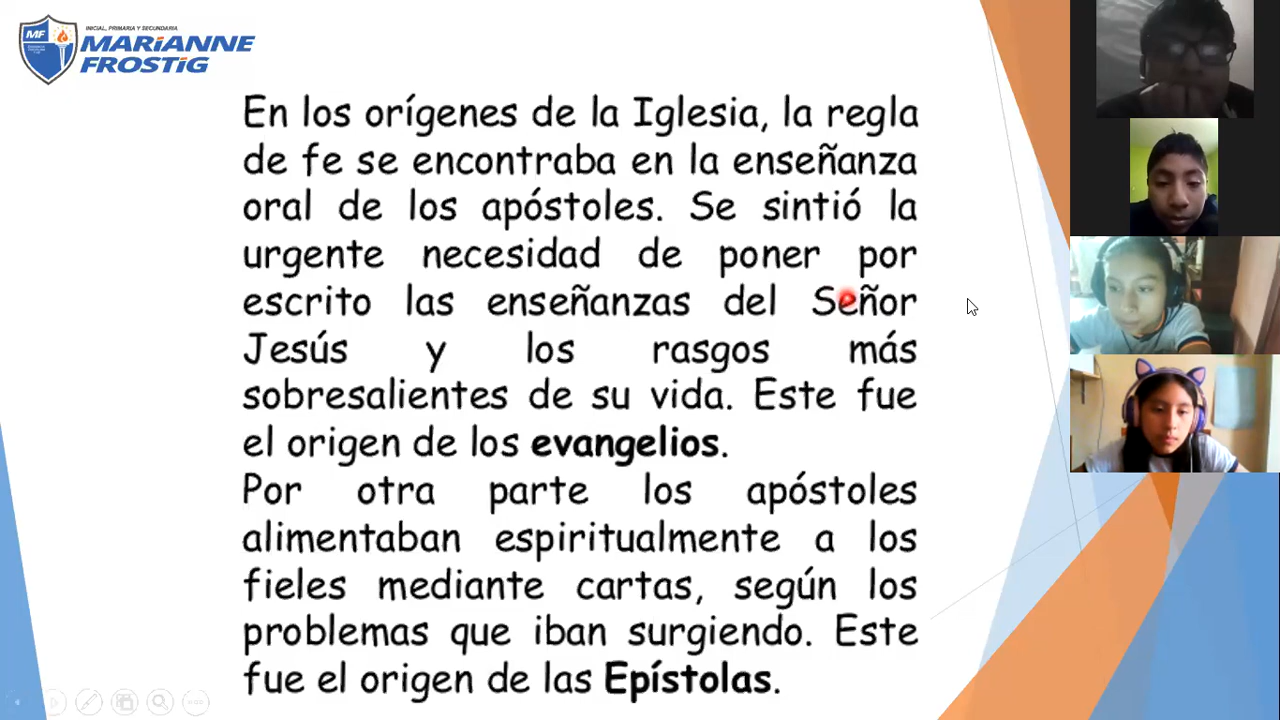 MF
INICIAL, PRIMARIA Y SECUNDARIA
MARiANNE
FROSTiG
En los orígenes de la Iglesia, la regla
de fe se encontraba en la enseñanza
oral de los apóstoles. Se sintió la
urgente necesidad de poner por
escrito las enseñanzas del Señor
Jesús y los rasgos más
sobresalientes de su vida. Este fue
el origen de los evangelios.
Por otra parte los apóstoles
alimentaban espiritualmente a los
fieles mediante cartas, según los
problemas que iban surgiendo. Este
fue el origen de las Epístolas.